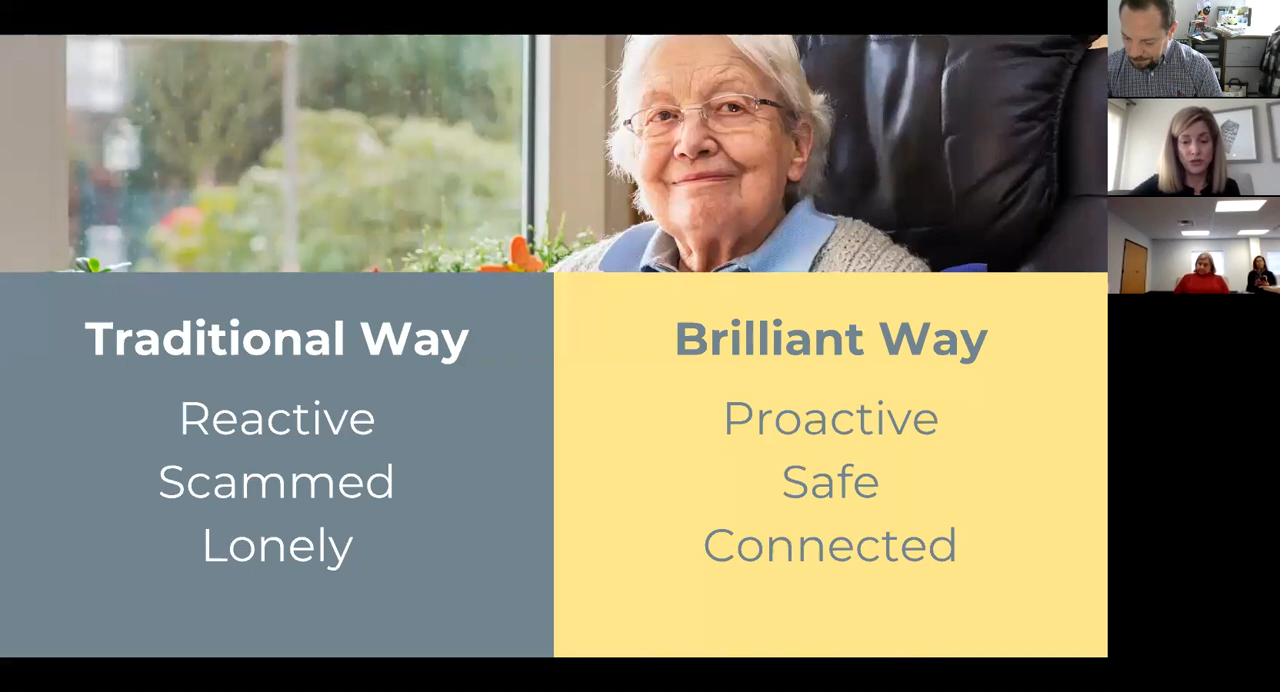 Traditional Way
Reactive
Scammed
Lonely
Brilliant Way
Proactive
Safe
Connected